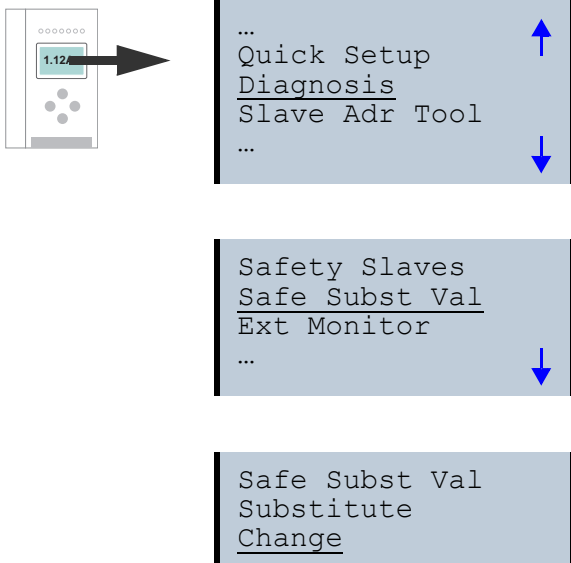 1.12A
…
Quick Setup
Diagnosis
Slave Adr Tool
…
Safety Slaves
Safe Subst Val
Ext Monitor
…
Safe Subst Val
Substitute
Change